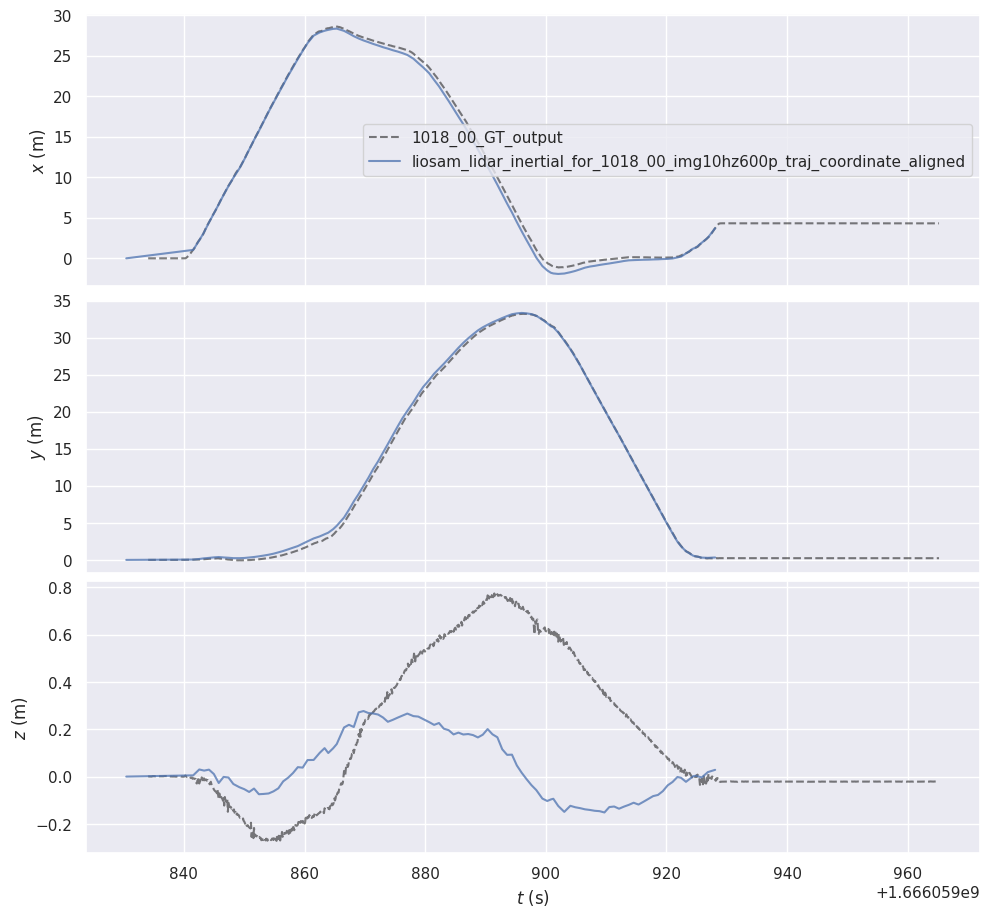 30
25
20
15
10
5
0
x (m)
1018_00_GT_output
liosam_lidar_inertial_for_1018_00_img10hz600p_traj_coordinate_aligned
35
30
25
20
15
10
5
0
y (m)
0.8
0.6
0.4
0.2
0.0
−0.2
z (m)
840 860 880 900 920 940 960
t (s)
+1.666059e9